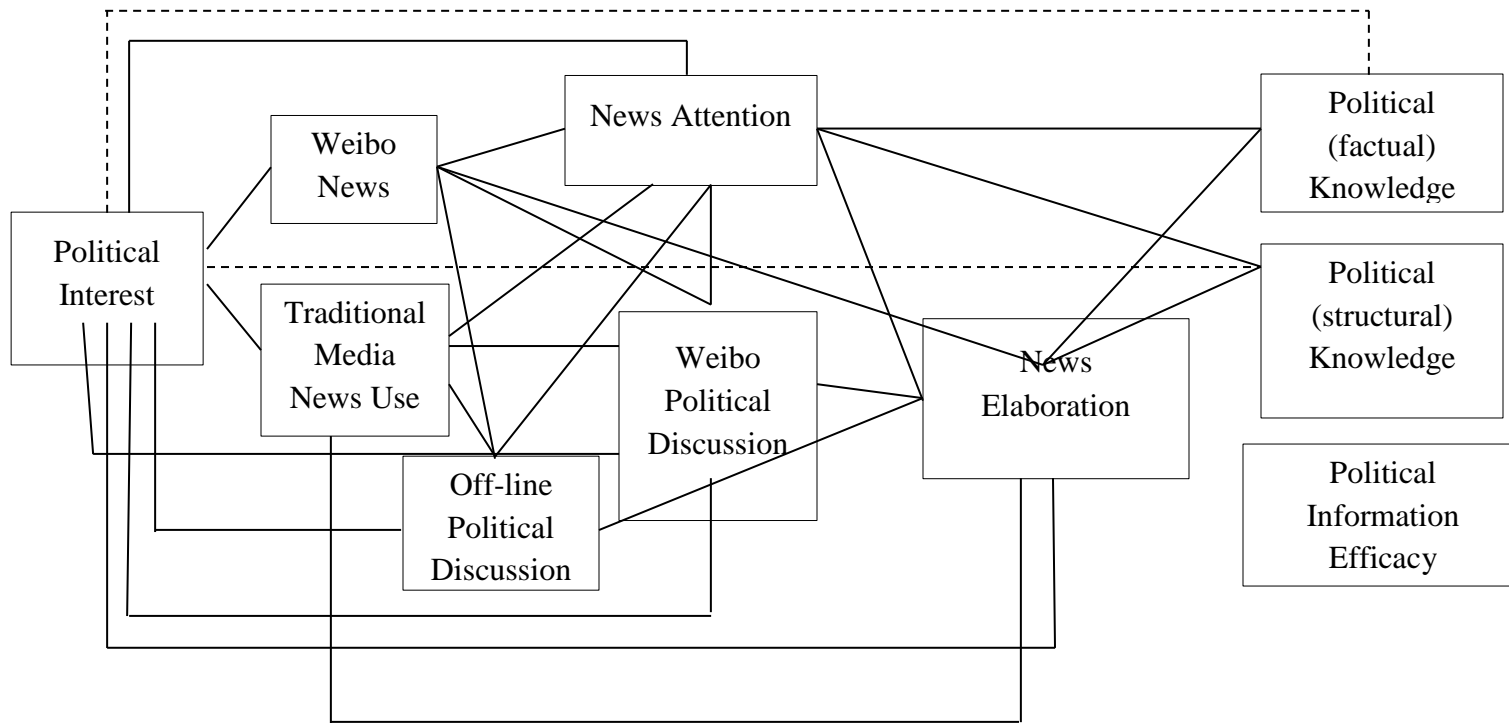 Political
Interest
Weibo
News
Traditional
Media
News Use
News Attention
Off-line
Political
Discussion
Weibo
Political
Discussion
News
Elaboration
Political
(factual)
Knowledge
Political
(structural)
Knowledge
Political
Information
Efficacy